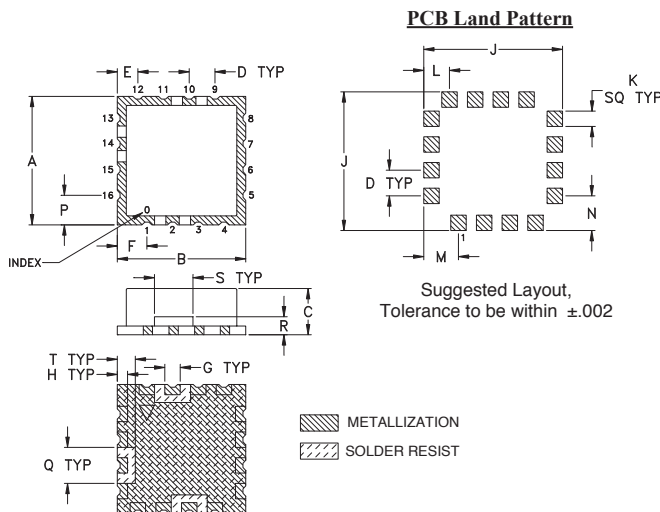 PCB Land Pattern
E
D TYP
12 11 10 9
13
14
15
16
8
7
6
5
A
P
0
1 2 3 4
F
INDEX
B
S TYP
C
R
T TYP
H TYP
G TYP
Q TYP
J
L
K
SQ TYP
J
D TYP
N
1
M
Suggested Layout,
Tolerance to be within ±.002
METALLIZATION
SOLDER RESIST